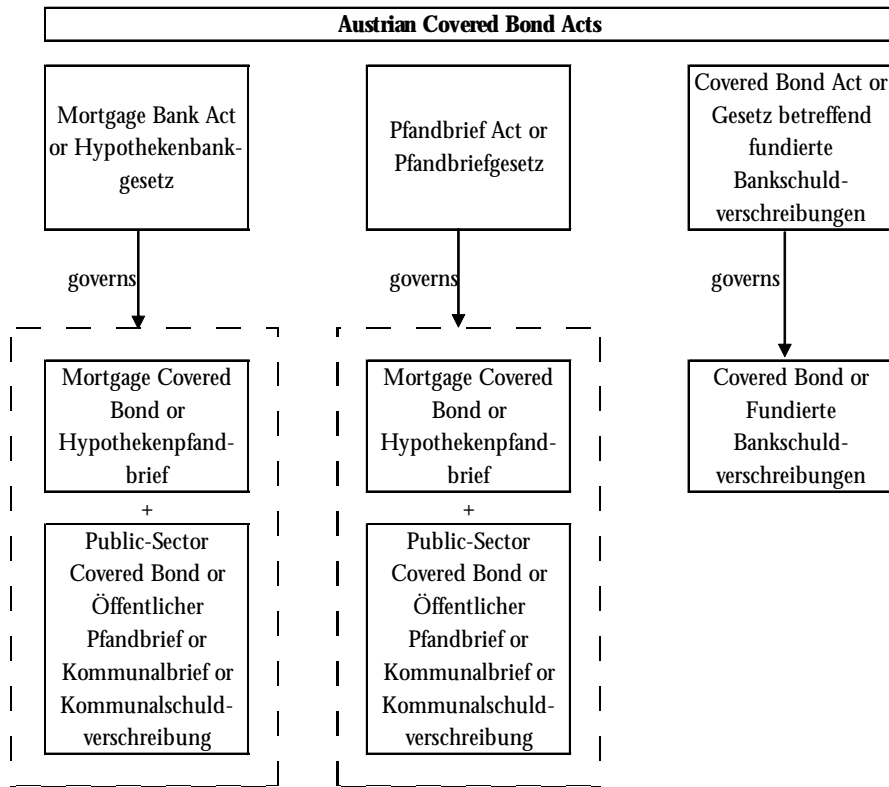 Austrian Covered Bond Acts
Mortgage Bank Act
or Hypothekenbank-
gesetz
Pfandbrief Act or
Pfandbriefgesetz
Covered Bond Act or
Gesetz betreffend
fundierte
Bankschuld-
verschreibungen
governs
governs
governs
Mortgage Covered
Bond or
Hypothekenpfand-
brief
+
Public-Sector
Covered Bond or
Öffentlicher
Pfandbrief or
Kommunalbrief or
Kommunalschuld-
verschreibung
Mortgage Covered
Bond or
Hypothekenpfand-
brief
+
Public-Sector
Covered Bond or
Öffentlicher
Pfandbrief or
Kommunalbrief or
Kommunalschuld-
verschreibung
Covered Bond or
Fundierte
Bankschuld-
verschreibungen